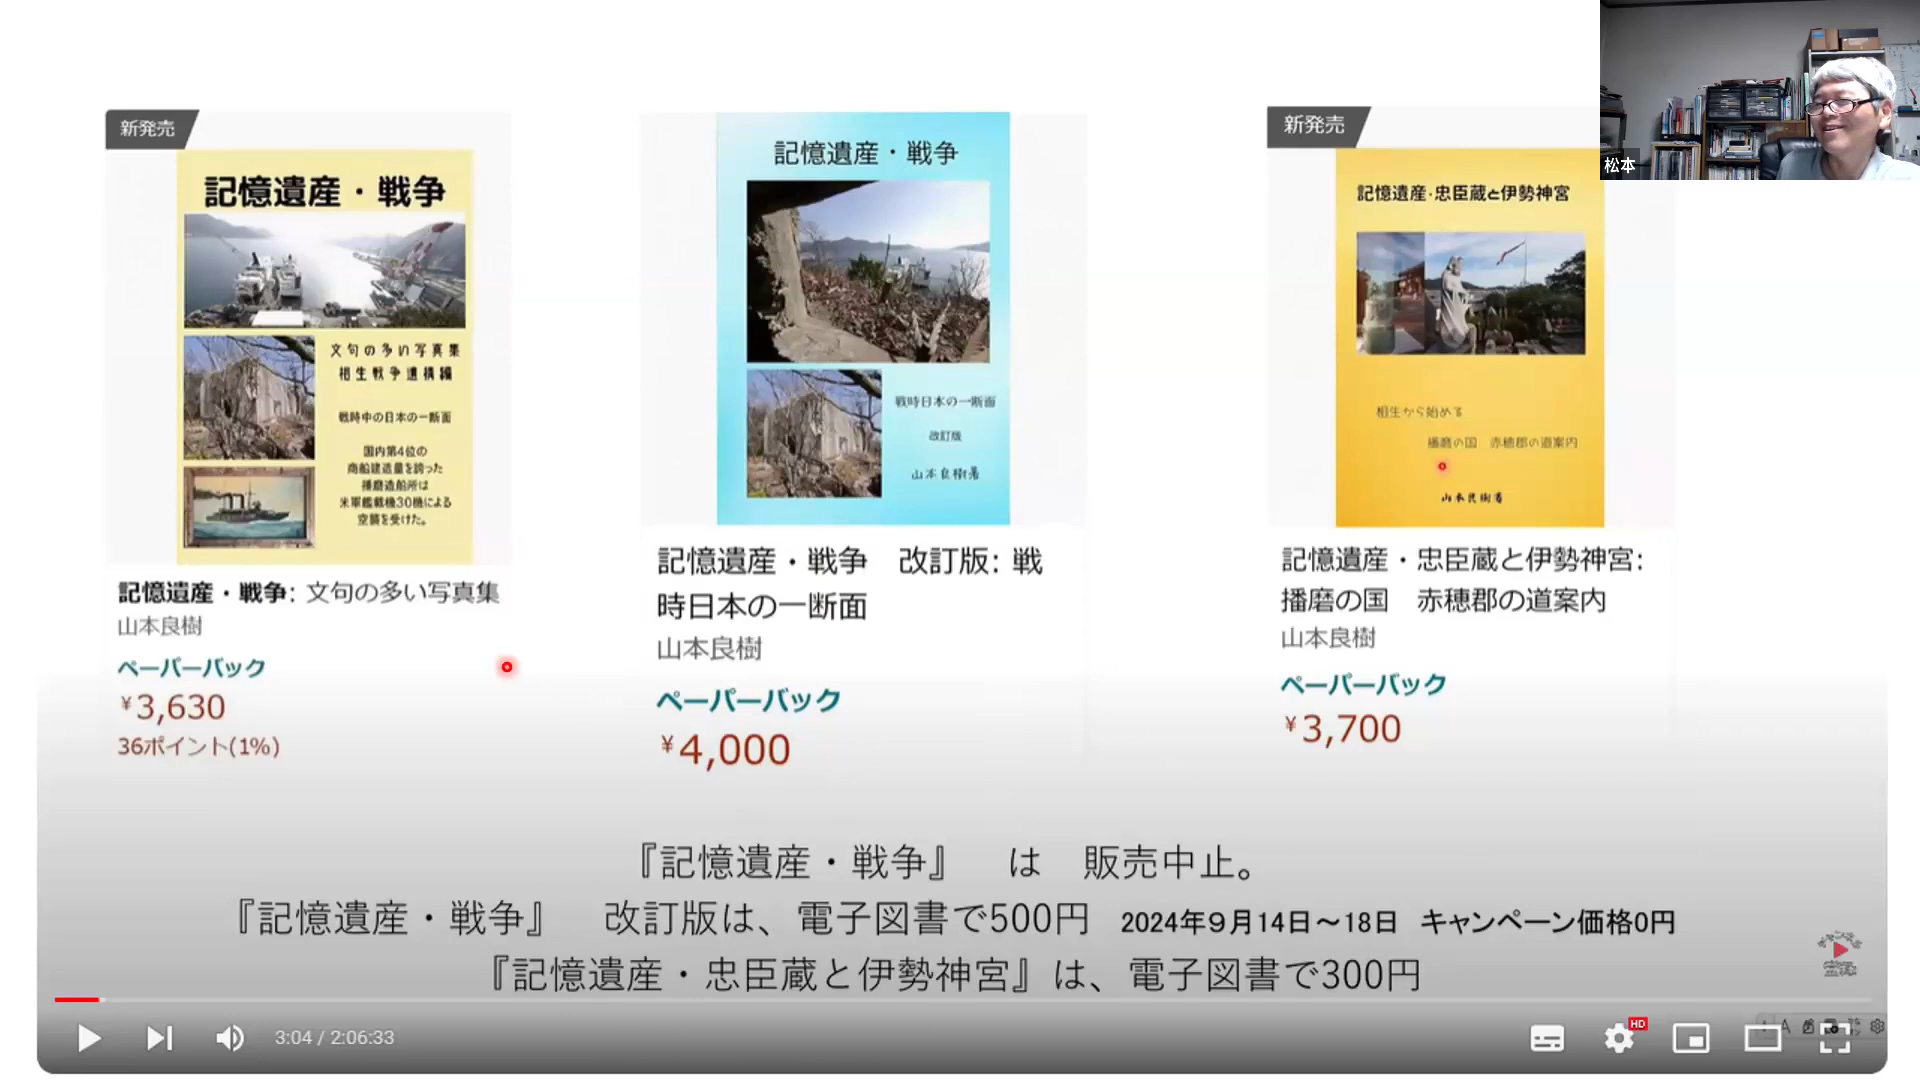 新発売
記憶遺産・戦争
文句の多い写真集
相生戦争遺構編
戦時中の日本の一断面
国内第4位の
商船建造量を誇った
播磨造船所は
米軍艦載機30機による
空襲を受けた。
記憶遺産・戦争: 文句の多い写真集
山本良樹
ペーパーバック
¥3,630
36ポイント(1%)
記憶遺産・戦争
戦時日本の一断面
改訂版
山本良樹著
記憶遺産・戦争　改訂版: 戦
時日本の一断面
山本良樹
ペーパーバック
¥4,000
新発売
記憶遺産・忠臣蔵と伊勢神宮
相生から始める
播磨の国　赤穂郡の道案内
山本良樹著
記憶遺産・忠臣蔵と伊勢神宮:
播磨の国　赤穂郡の道案内
山本良樹
ペーパーバック
¥3,700
松本
『記憶遺産・戦争』　は　販売中止。
『記憶遺産・戦争』　改訂版は、電子図書で500円　2024年９月14日～18日　キャンペーン価格0円
『記憶遺産・忠臣蔵と伊勢神宮』は、電子図書で300円
3:04 / 2:06:33
HD